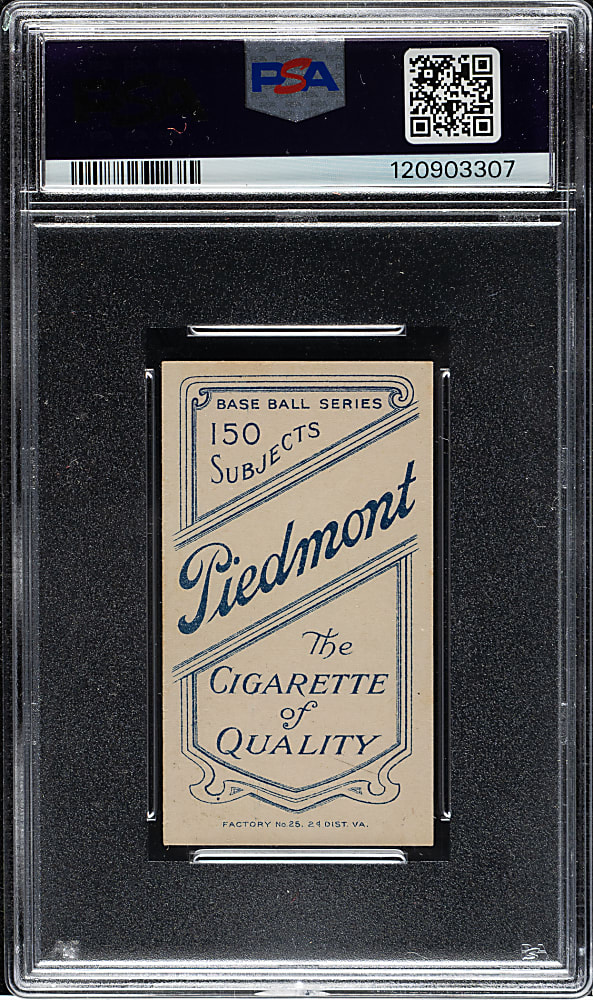 PSA
120903307
BASE BALL SERIES
150
SUBJECTS
Piedmont
The
CIGARETTE
of
QUALITY
FACTORY No. 25. 2d DIST. VA.